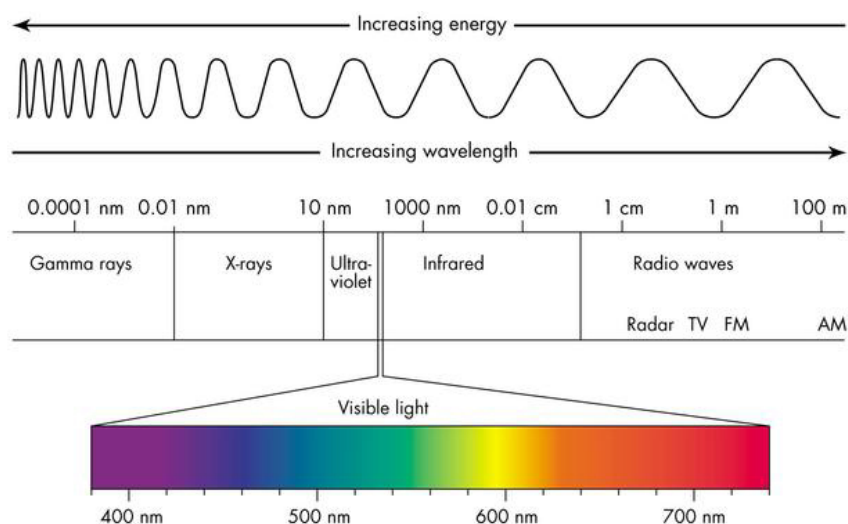 Increasing energy
Increasing wavelength
0.0001 nm 0.01 nm 10 nm 1000 nm 0.01 cm 1 cm 1 m 100 m
Gamma rays X-rays Ultra-
violet Infrared Radio waves
Radar TV FM AM
Visible light
400 nm 500 nm 600 nm 700 nm